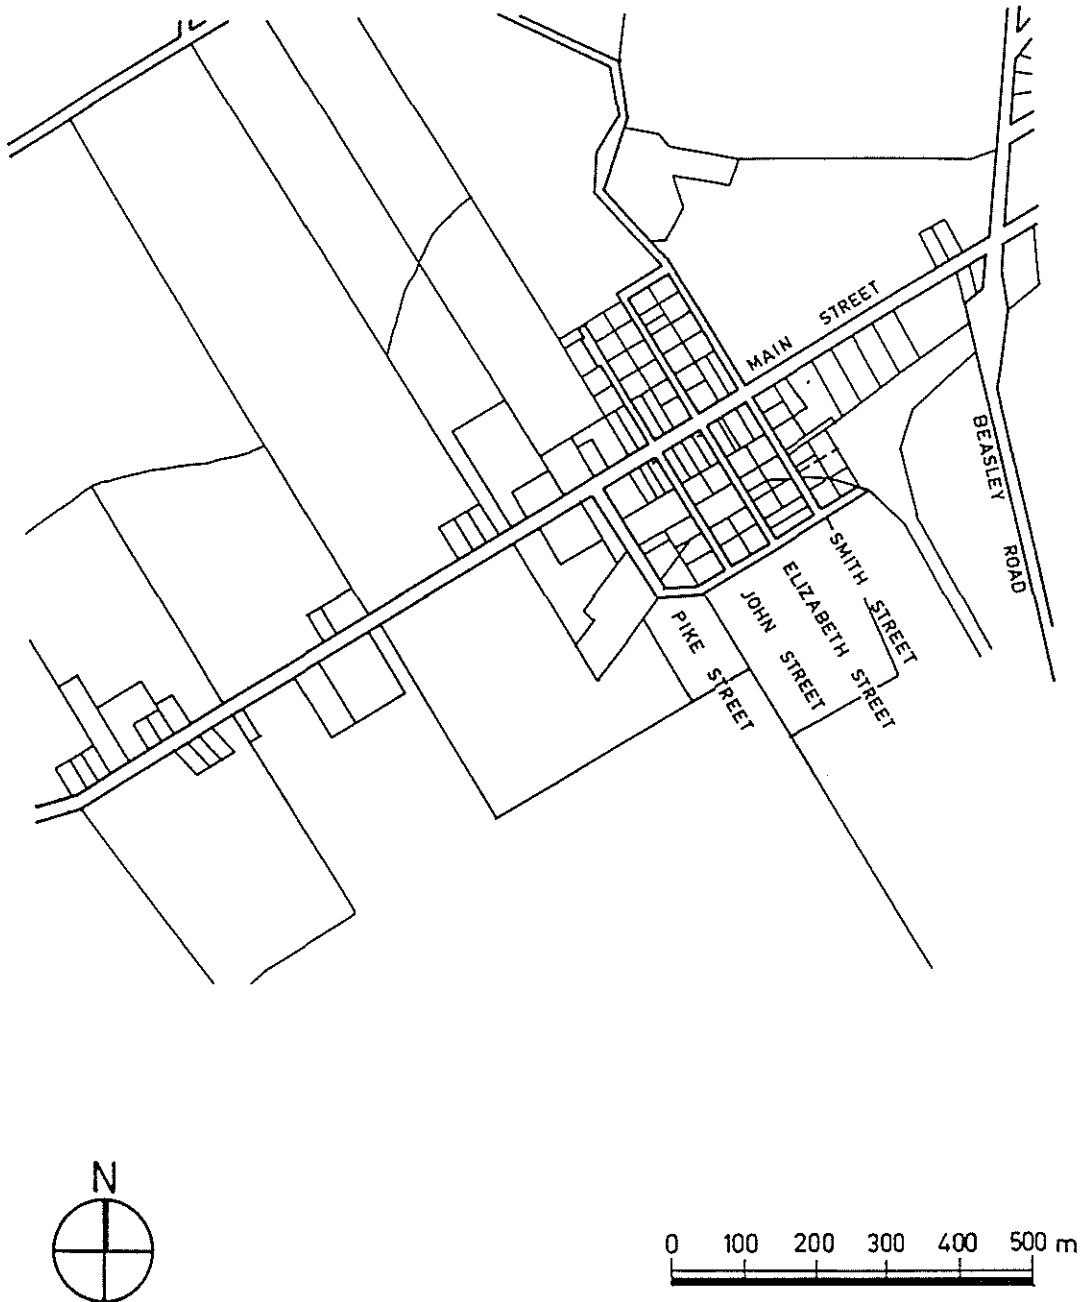 MAIN STREET
BEASLEY ROAD
SMITH STREET
ELIZABETH STREET
JOHN STREET
PIKE STREET
N
0 100 200 300 400 500 m